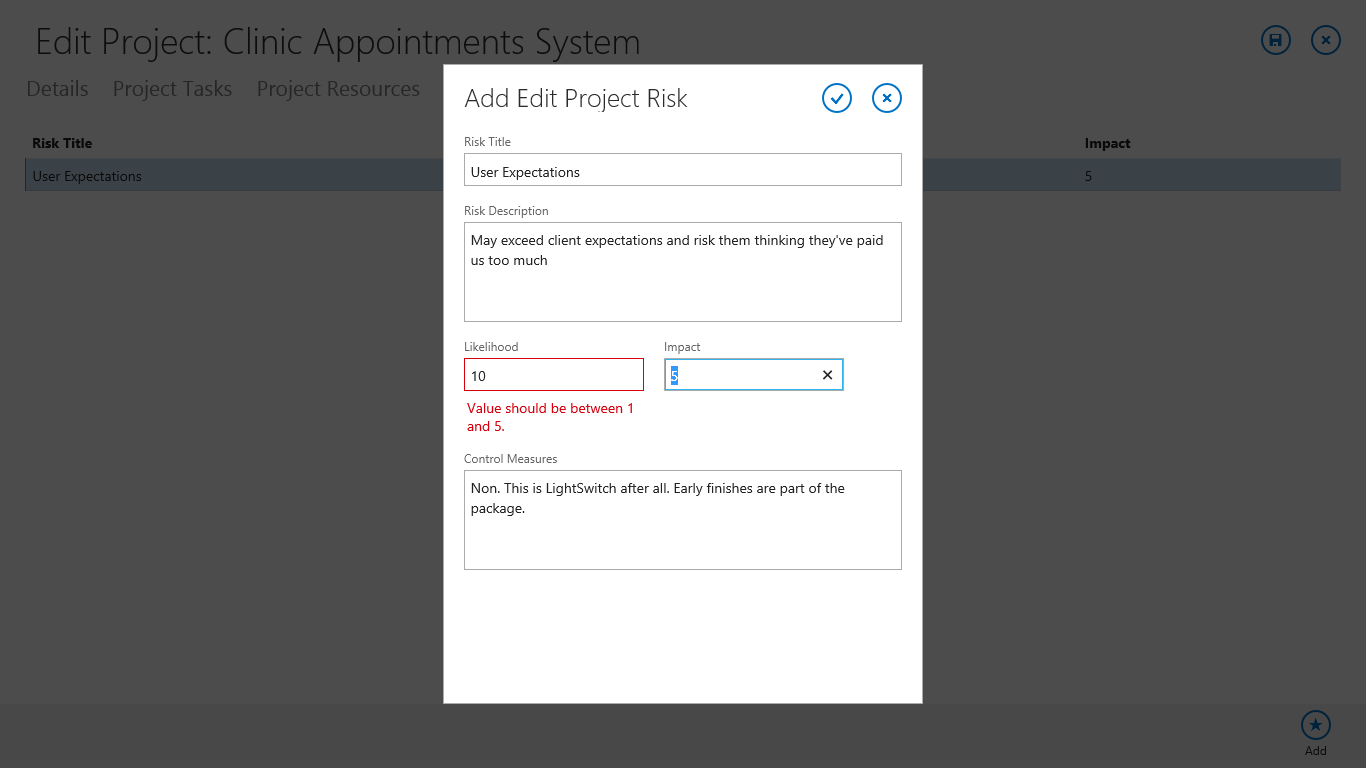 Edit Project: Clinic Appointments System
Details Project Tasks Project Resources
Risk Title Impact
User Expectations 5
Add Edit Project Risk
Risk Title
User Expectations
Risk Description
May exceed client expectations and risk them thinking they've paid
us too much
Likelihood Impact
10 5
Value should be between 1
and 5.
Control Measures
Non. This is LightSwitch after all. Early finishes are part of the
package.
Add